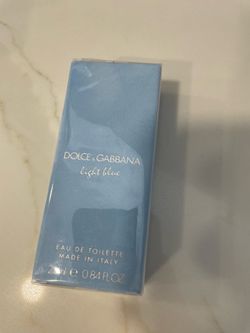 DOLCE & GABBANA
light blue
EAU DE TOILETTE
MADE IN ITALY
0.84 FL.OZ